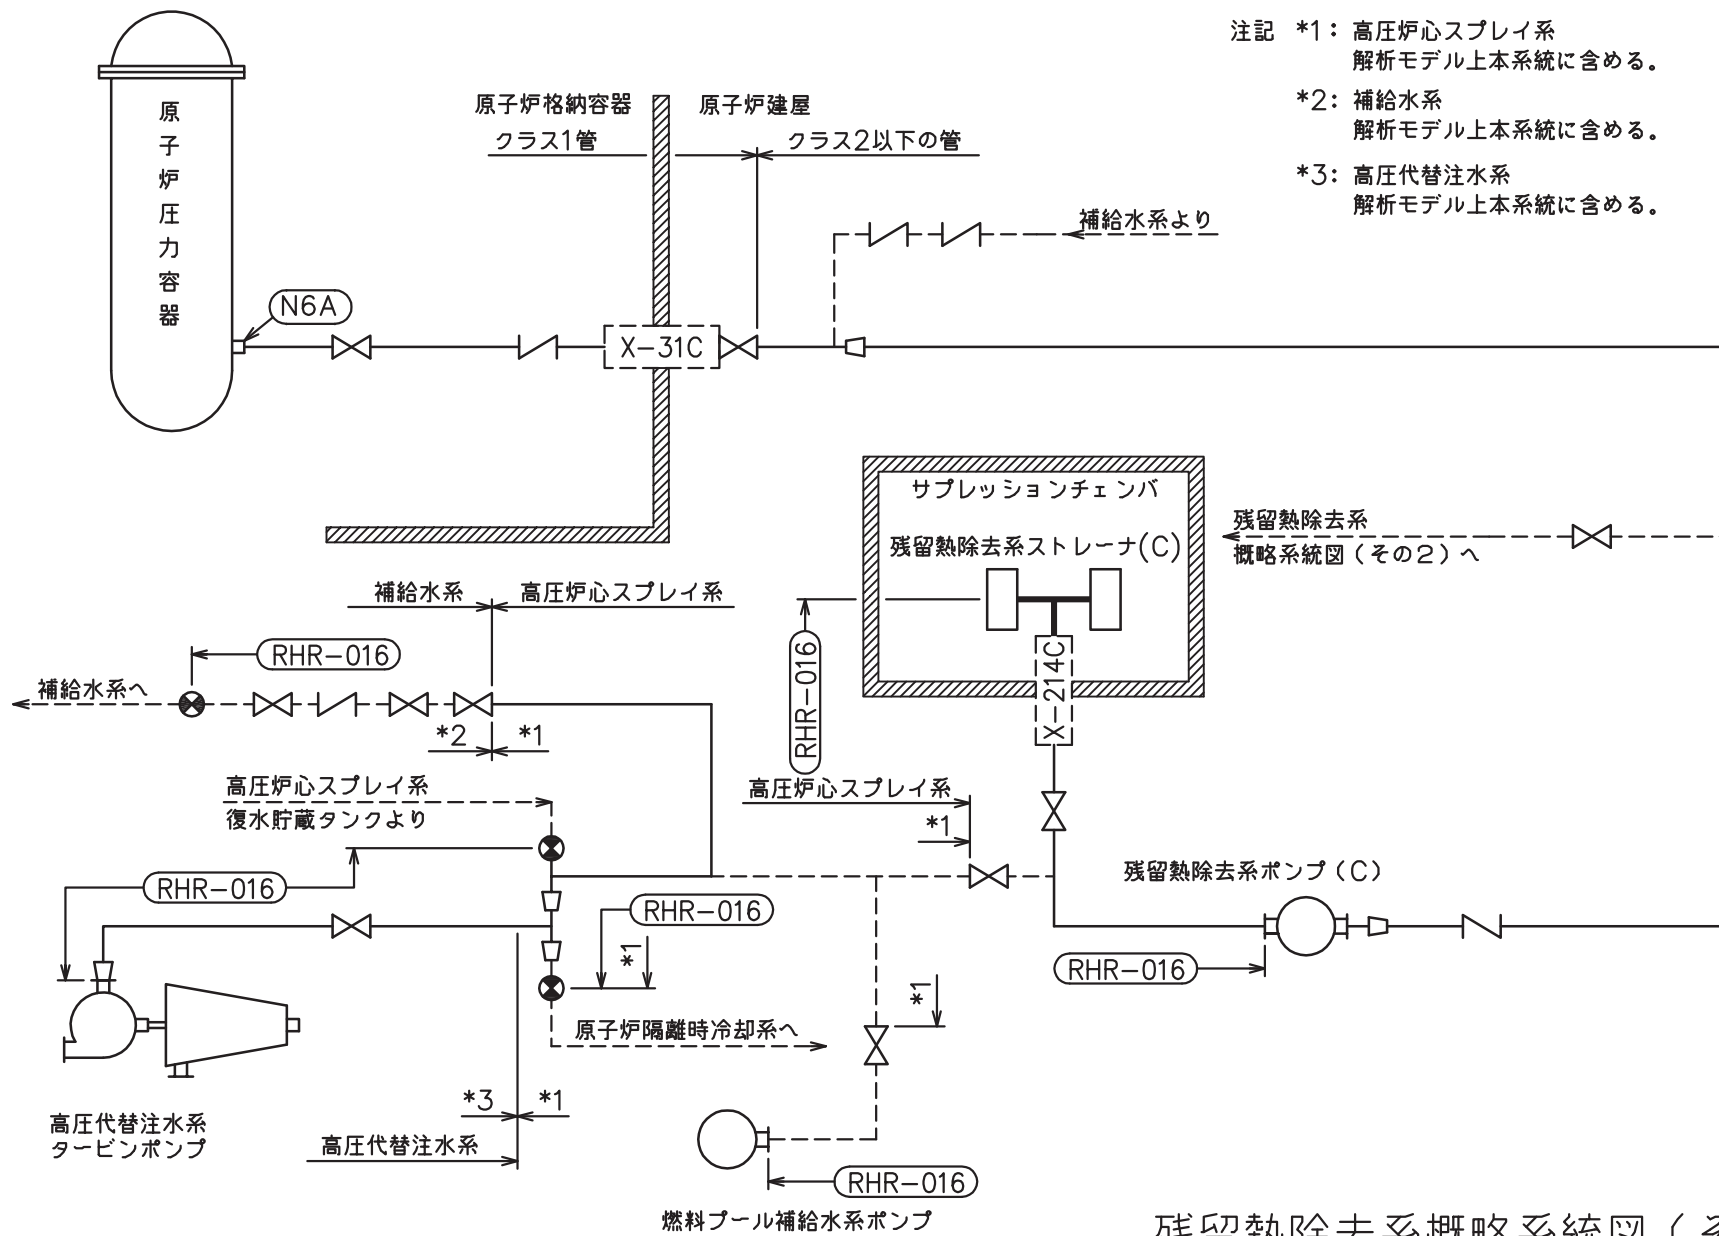 注記 *1: 高圧炉心スプレイ系
解析モデル上本系統に含める。
*2: 補給水系
解析モデル上本系統に含める。
*3: 高圧代替注水系
解析モデル上本系統に含める。
原子炉圧力容器
原子炉格納容器
原子炉建屋
クラス1管
クラス2以下の管
補給水系より
N6A
X-31C
サプレッションチェンバ
残留熱除去系ストレーナ(C)
残留熱除去系
概略系統図(その2)へ
RHR-016
X-214C
補給水系
高圧炉心スプレイ系
RHR-016
補給水系へ
*2
*1
高圧炉心スプレイ系
復水貯蔵タンクより
高圧炉心スプレイ系
*1
残留熱除去系ポンプ(C)
RHR-016
RHR-016
*1
RHR-016
*1
原子炉隔離時冷却系へ
*3
*1
高圧代替注水系
タービンポンプ
高圧代替注水系
RHR-016
燃料プール補給水系ポンプ
残留熱除去系概略系統図(